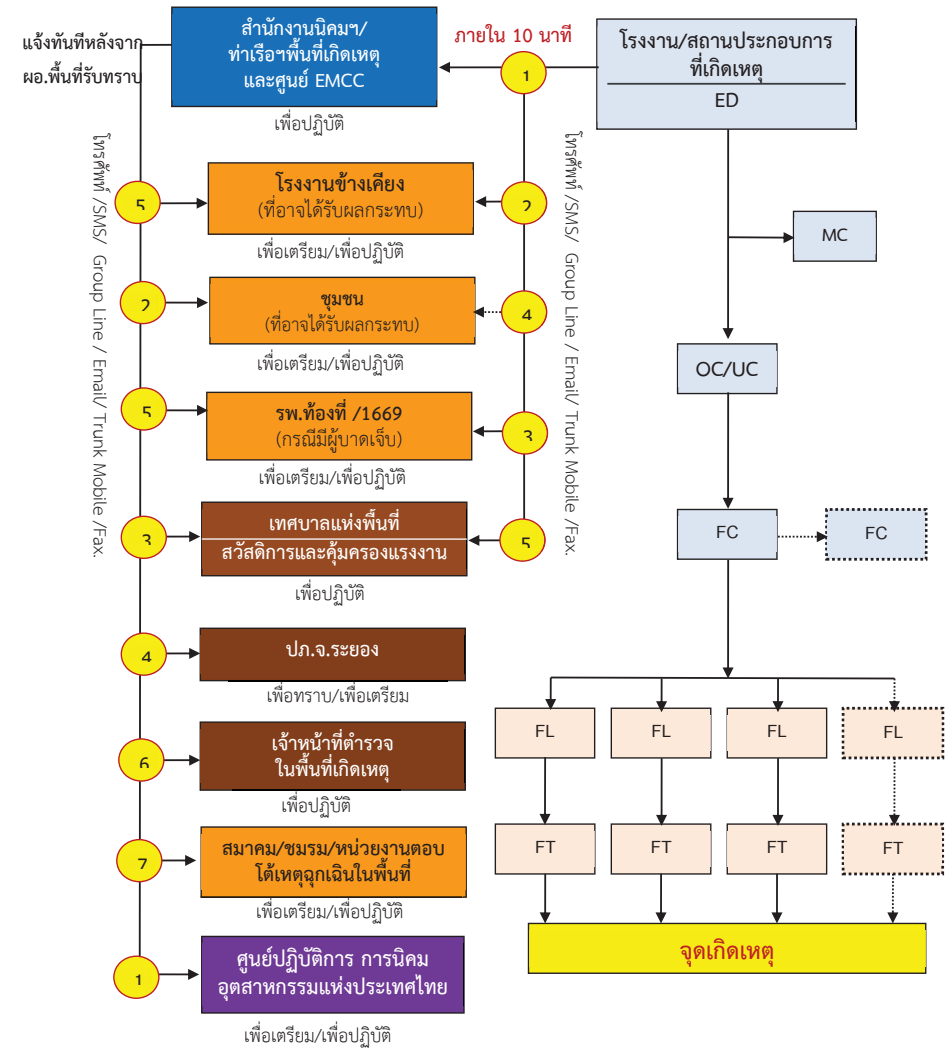 แจ้งทันทีหลังจาก
ผอ.พื้นที่รับทราบ
สำนักงานนิคมฯ/
ท่าเรือฯพื้นที่เกิดเหตุ
และศูนย์ EMCC
เพื่อปฏิบัติ
ภายใน 10 นาที
1
โรงงาน/สถานประกอบการ
ที่เกิดเหตุ
ED
โทรศัพท์ /SMS/ Group Line / Email/ Trunk Mobile /Fax.
โทรศัพท์ /SMS/ Group Line / Email/ Trunk Mobile /Fax.
5
โรงงานข้างเคียง
(ที่อาจได้รับผลกระทบ)
2
เพื่อเตรียม/เพื่อปฏิบัติ
MC
2
ชุมชน
(ที่อาจได้รับผลกระทบ)
4
เพื่อเตรียม/เพื่อปฏิบัติ
OC/UC
5
รพ.ท้องที่ /1669
(กรณีมีผู้บาดเจ็บ)
3
เพื่อเตรียม/เพื่อปฏิบัติ
3
เทศบาลแห่งพื้นที่
สวัสดิการและคุ้มครองแรงงาน
5
เพื่อปฏิบัติ
FC
FC
4
ปภ.จ.ระยอง
เพื่อทราบ/เพื่อเตรียม
6
เจ้าหน้าที่ตำรวจ
ในพื้นที่เกิดเหตุ
เพื่อปฏิบัติ
FL
FL
FL
FL
7
สมาคม/ชมรม/หน่วยงานตอบ
โต้เหตุฉุกเฉินในพื้นที่
เพื่อเตรียม/เพื่อปฏิบัติ
FT
FT
FT
FT
1
ศูนย์ปฏิบัติการ การนิคม
อุตสาหกรรมแห่งประเทศไทย
เพื่อเตรียม/เพื่อปฏิบัติ
จุดเกิดเหตุ